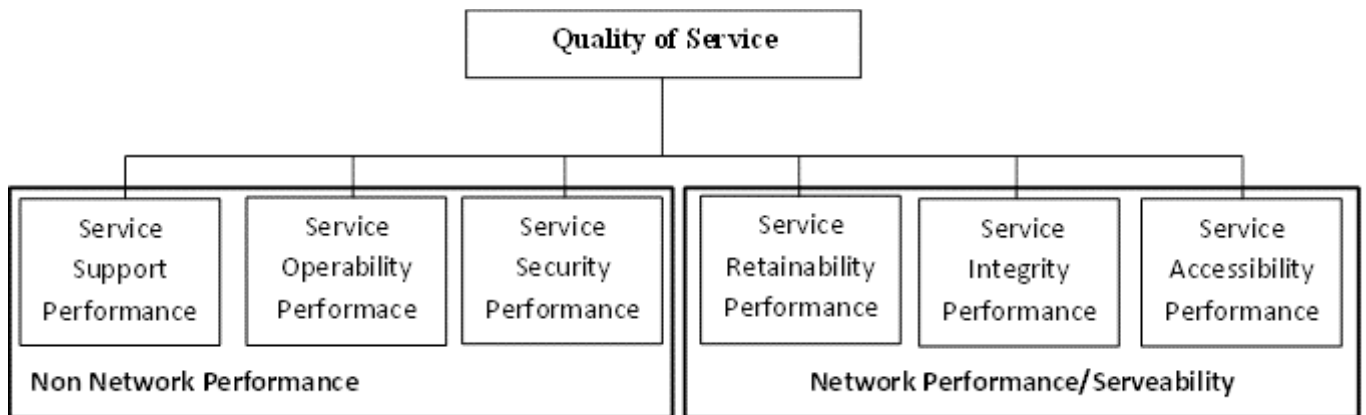 Quality of Service
Service
Support
Performance
Service
Operability
Performace
Service
Security
Performance
Service
Retainability
Performance
Service
Integrity
Performance
Service
Accessibility
Performance
Non Network Performance
Network Performance/Serveability